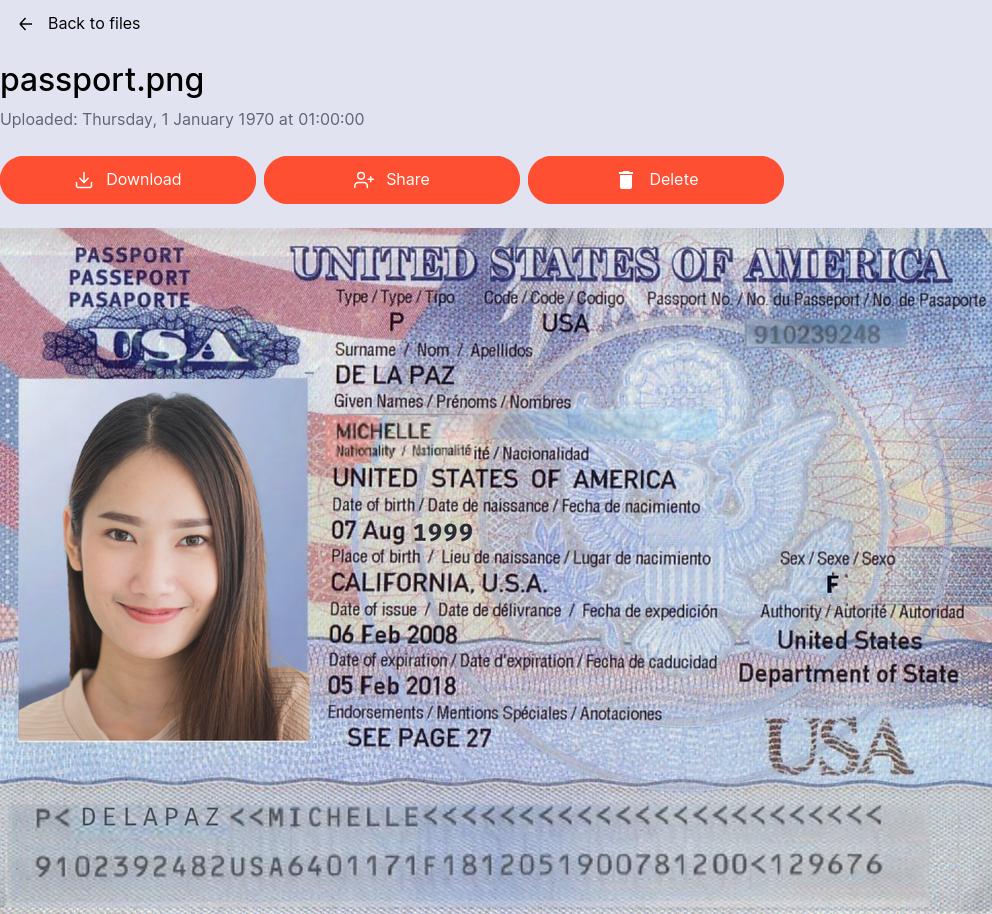 Back to files
passport.png
Uploaded: Thursday, 1 January 1970 at 01:00:00
Download Share Delete
PASSPORT
PASSEPORT
PASAPORTE
USA
UNITED STATES OF AMERICA
Type / Type / Tipo Code / Code / Codigo Passport No. / No. du Passeport / No. de Pasaporte
P USA 910239248
Surname / Nom / Apellidos
DE LA PAZ
Given Names / Prénoms / Nombres
MICHELLE
Nationality / Nationalité ité / Nacionalidad
UNITED STATES OF AMERICA
Date of birth / Date de naissance / Fecha de nacimiento
07 Aug 1999
Place of birth / Lieu de naissance / Lugar de nacimiento Sex / Sexe / Sexo
CALIFORNIA, U.S.A. F
Date of issue / Date de délivrance / Fecha de expedición Authority / Autorité / Autoridad
06 Feb 2008 United States
Date of expiration / Date d'expiration / Fecha de caducidad
05 Feb 2018 Department of State
Endorsements / Mentions Spéciales / Anotaciones
SEE PAGE 27
USA
P< DELAPAZ <<MICHELLE<<<<<<<<<<<<<<<<<<<<<<<
9102392482USA6401171F1812051900781200<129676